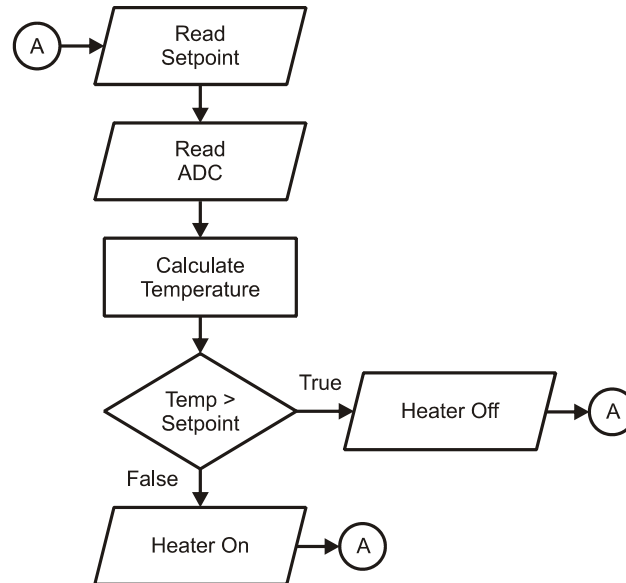 A
Read
Setpoint
Read
ADC
Calculate
Temperature
Temp >
Setpoint
True
Heater Off
A
False
Heater On
A